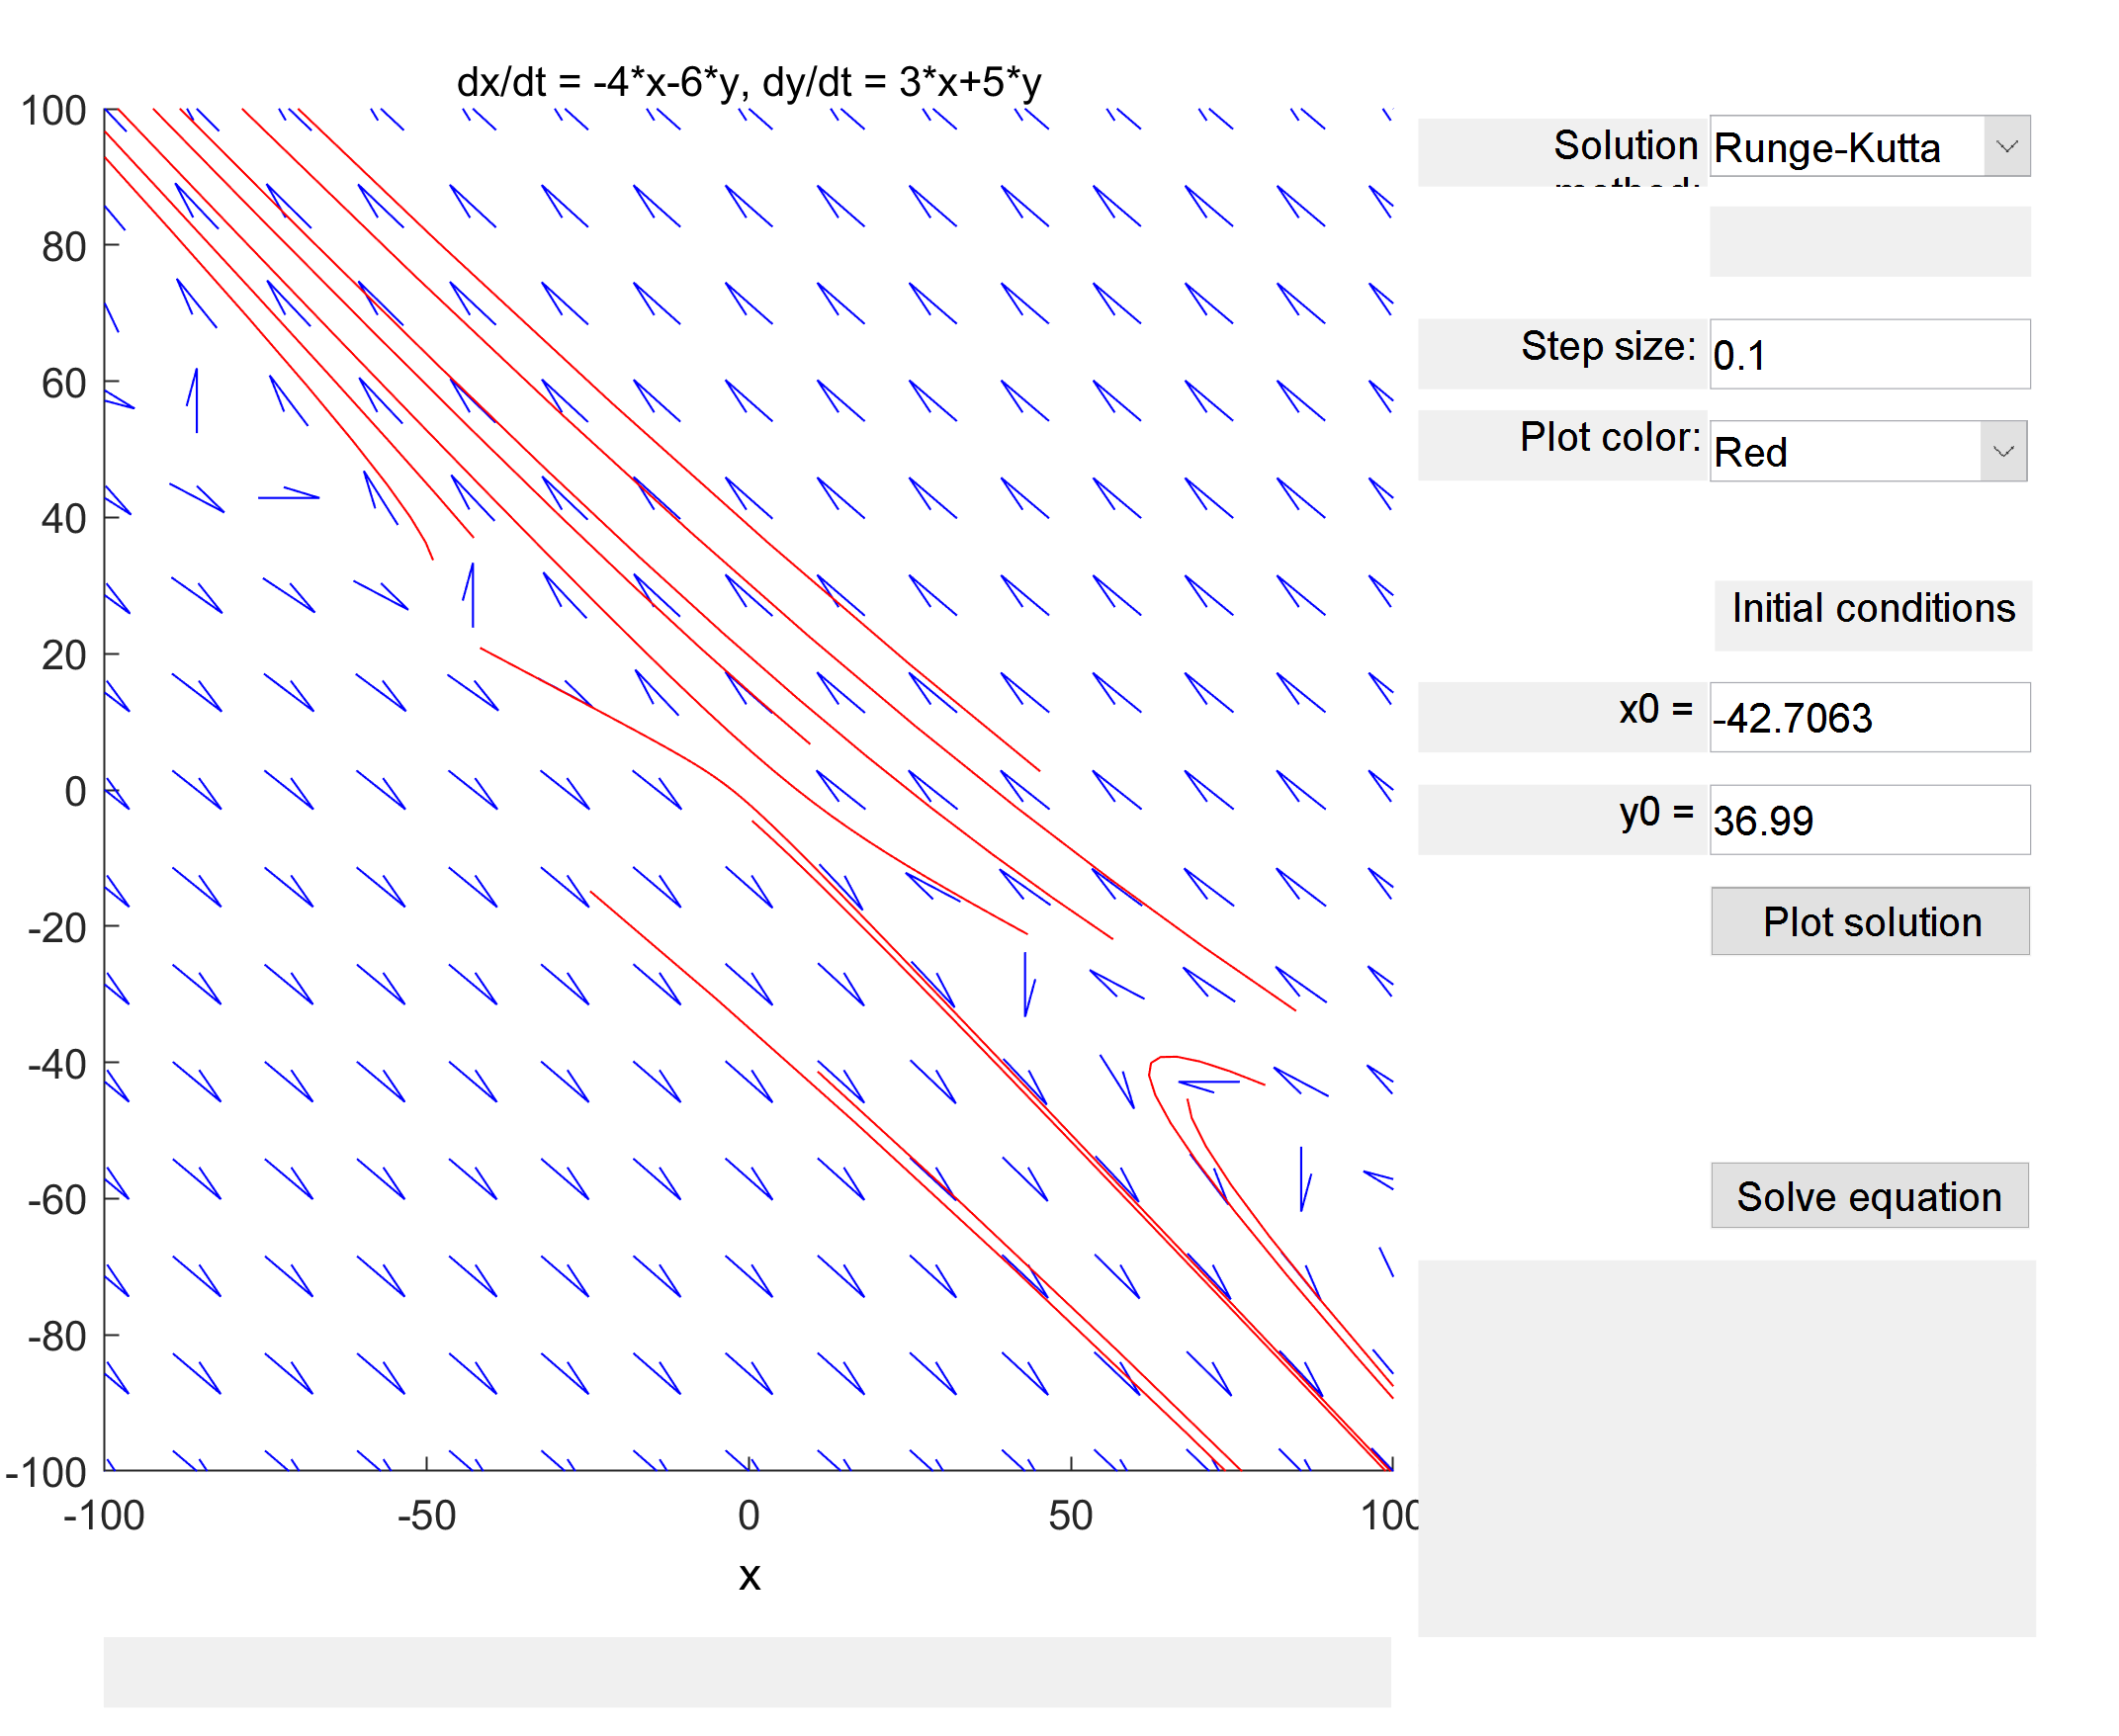 dx/dt = -4*x-6*y, dy/dt = 3*x+5*y
100
80
60
40
20
0
-20
-40
-60
-80
-100
-100
-50
0
50
100
x
Solution
method:
Runge-Kutta
Step size:
0.1
Plot color:
Red
Initial conditions
x0 =
-42.7063
y0 =
36.99
Plot solution
Solve equation